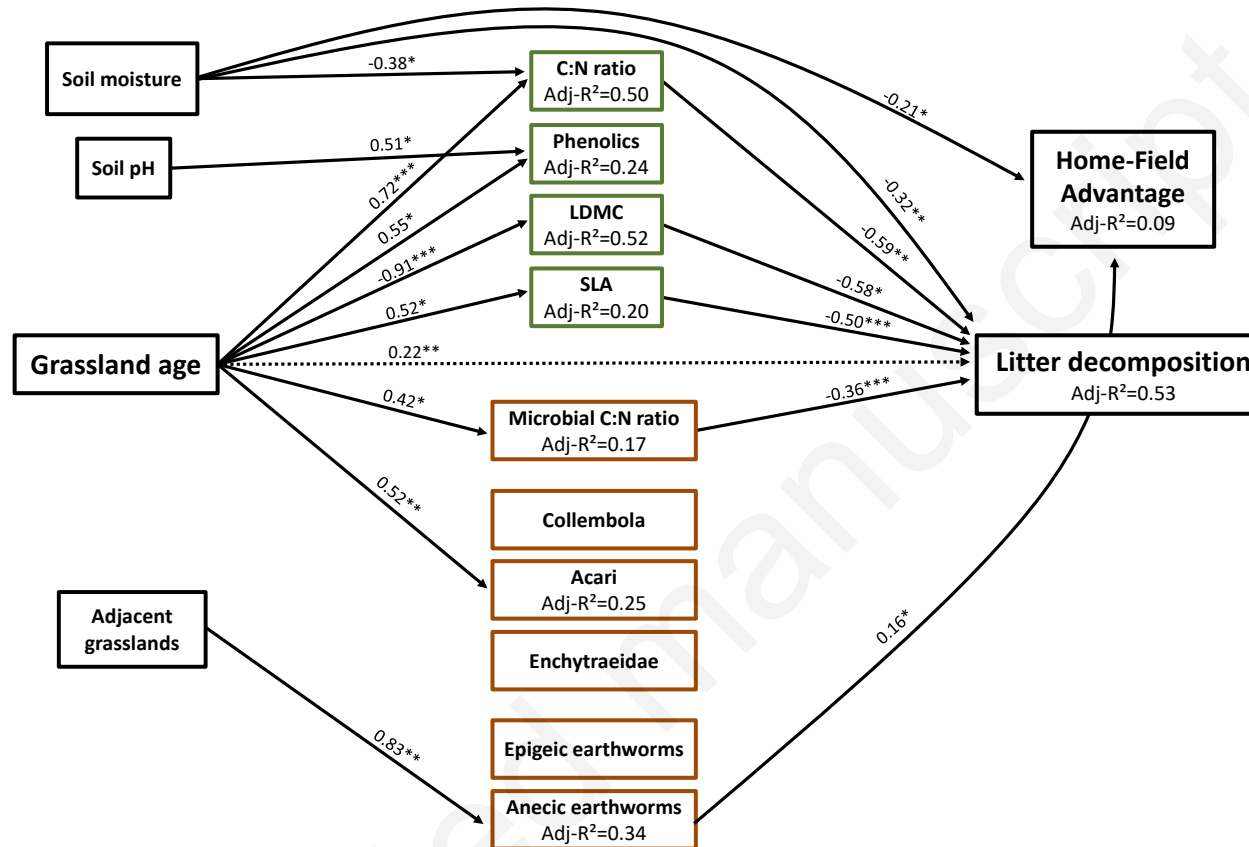 Soil moisture
-0.38*
C:N ratio
Adj-R²=0.50
-0.21*
Soil pH
0.51*
Phenolics
Adj-R²=0.24
Home-Field
Advantage
Adj-R²=0.09
0.72***
0.55*
-0.91***
0.52*
LDMC
Adj-R²=0.52
SLA
Adj-R²=0.20
-0.32**
-0.59**
-0.58*
-0.50***
Grassland age
0.22**
Litter decomposition
Adj-R²=0.53
0.42*
Microbial C:N ratio
Adj-R²=0.17
-0.36***
0.52**
Collembola
Acari
Adj-R²=0.25
Adjacent
grasslands
Enchytraeidae
0.16*
0.83**
Epigeic earthworms
Anecic earthworms
Adj-R²=0.34
ed manuscript